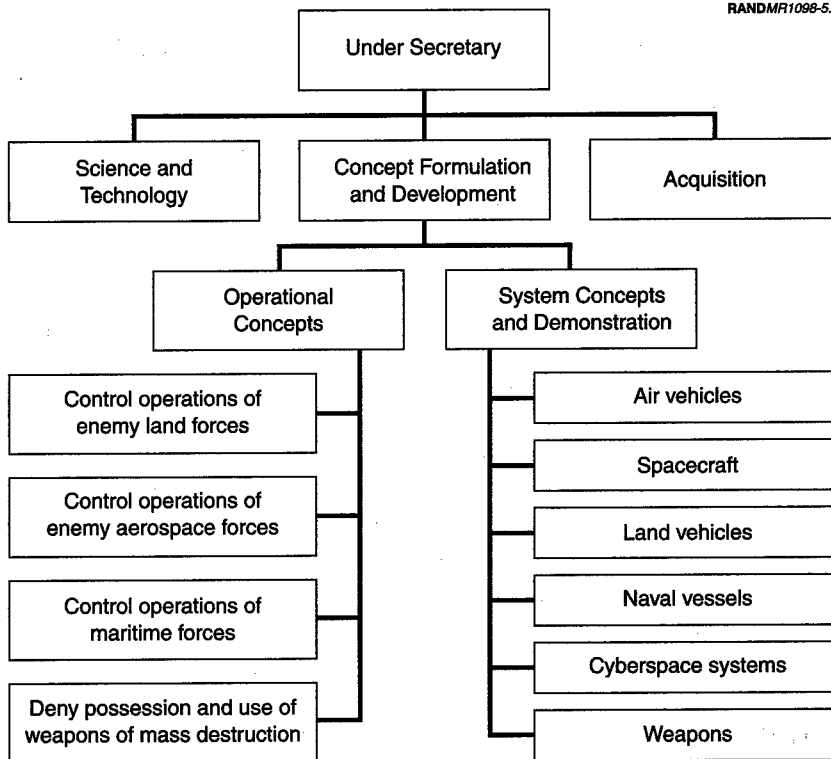 RANDMR1098-5.
Under Secretary
Science and
Technology
Concept Formulation
and Development
Acquisition
Operational
Concepts
System Concepts
and Demonstration
Control operations of
enemy land forces
Control operations of
enemy aerospace forces
Control operations of
maritime forces
Deny possession and use of
weapons of mass destruction
Air vehicles
Spacecraft
Land vehicles
Naval vessels
Cyberspace systems
Weapons